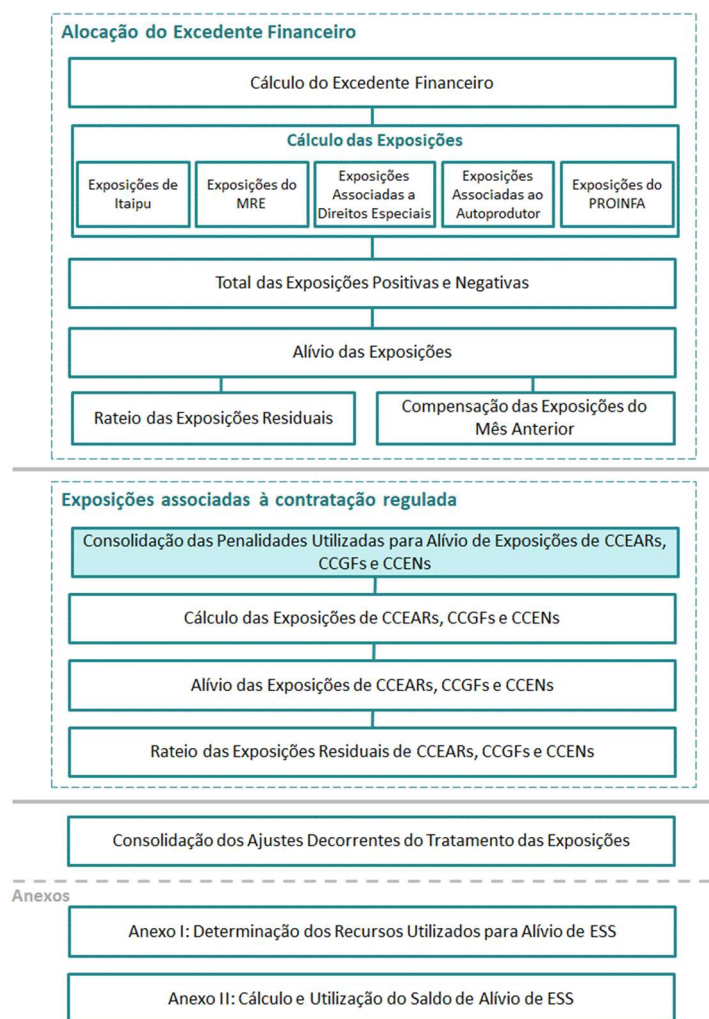 Alocação do Excedente Financeiro
Cálculo do Excedente Financeiro
Cálculo das Exposições
Exposições de
Itaipu
Exposições do
MRE
Exposições
Associadas a
Direitos Especiais
Exposições
Associadas ao
Autoprodutor
Exposições do
PROINFA
Total das Exposições Positivas e Negativas
Alívio das Exposições
Rateio das Exposições Residuais
Compensação das Exposições do
Mês Anterior
Exposições associadas à contratação regulada
Consolidação das Penalidades Utilizadas para Alívio de Exposições de CCEARs,
CCGFs e CCENs
Cálculo das Exposições de CCEARs, CCGFs e CCENs
Alívio das Exposições de CCEARs, CCGFs e CCENs
Rateio das Exposições Residuais de CCEARs, CCGFs e CCENs
Consolidação dos Ajustes Decorrentes do Tratamento das Exposições
Anexos
Anexo I: Determinação dos Recursos Utilizados para Alívio de ESS
Anexo II: Cálculo e Utilização do Saldo de Alívio de ESS